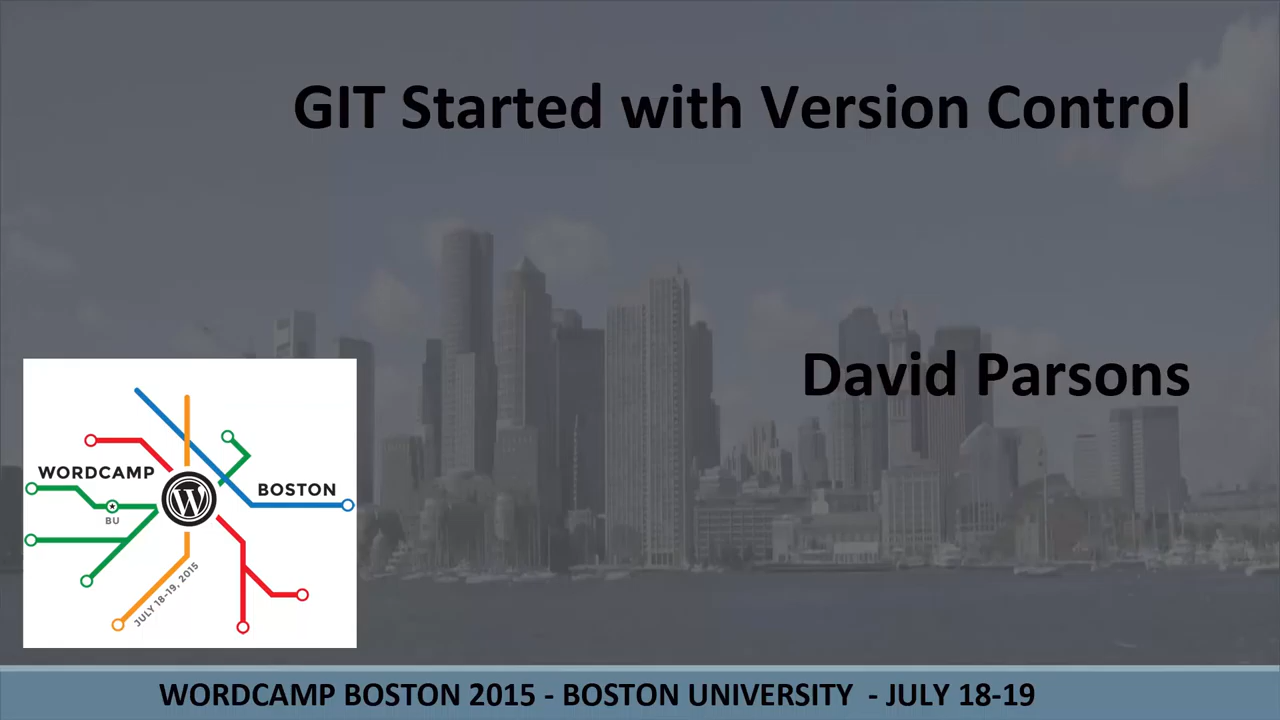 GIT Started with Version Control
David Parsons
WORDCAMP
BOSTON
BU
JULY 18-19, 2015
WORDCAMP BOSTON 2015 - BOSTON UNIVERSITY - JULY 18-19